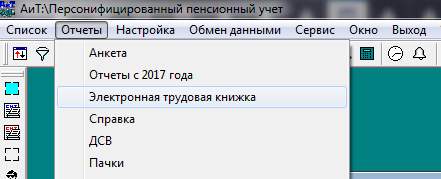 АиТ:\Персонифицированный пенсионный учет
Список Отчеты Настройка Обмен данными Сервис Окно Выход
Анкета
Отчеты с 2017 года
Электронная трудовая книжка
Справка
ДСВ
Пачки